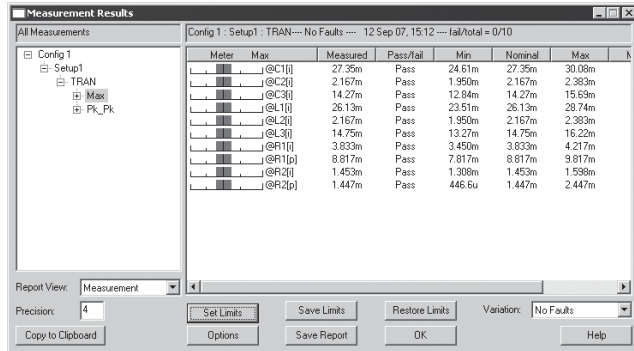 Measurement Results
All Measurements
Config 1 : Setup1 : TRAN---- No Faults ---- 12 Sep 07, 15:12 ---- fail/total = 0/10
Config 1
Setup1
TRAN
Max
Pk_Pk
Meter Max Measured Pass/fail Min Nominal Max N
@C1[i] 27.35m Pass 24.61m 27.35m 30.08m
@C2[i] 2.167m Pass 1.950m 2.167m 2.383m
@C3[i] 14.27m Pass 12.84m 14.27m 15.69m
@L1[i] 26.13m Pass 23.51m 26.13m 28.74m
@L2[i] 2.167m Pass 1.950m 2.167m 2.383m
@L3[i] 14.75m Pass 13.27m 14.75m 16.22m
@R1[i] 3.833m Pass 3.450m 3.833m 4.217m
@R1[p] 8.817m Pass 7.817m 8.817m 9.817m
@R2[i] 1.453m Pass 1.308m 1.453m 1.598m
@R2[p] 1.447m Pass 446.6u 1.447m 2.447m
Report View: Measurement
Precision: 4
Set Limits Save Limits Restore Limits Variation: No Faults
Copy to Clipboard Options Save Report OK Help